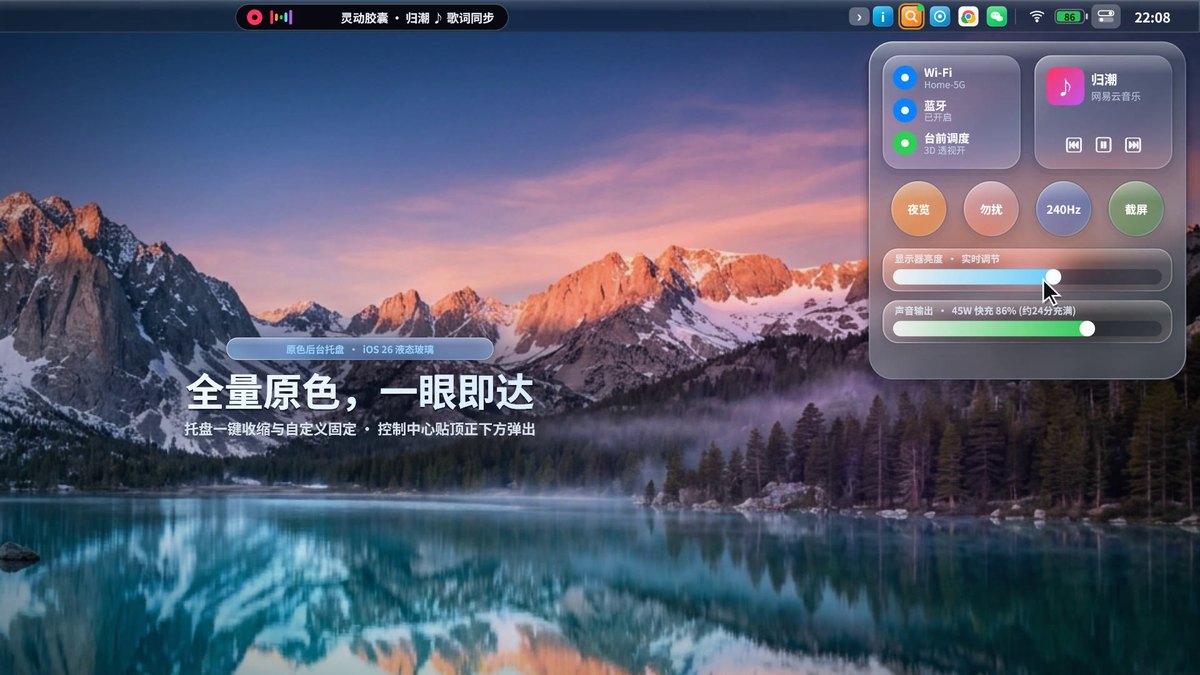 灵动胶囊 • 归潮 ♪ 歌词同步
86
22:08
Wi-Fi
Home-5G
蓝牙
已开启
台前调度
3D 透视开
归潮
网易云音乐
夜览
勿扰
240Hz
截屏
显示器亮度 • 实时调节
声音输出 • 45W 快充 86% (约24分充满)
原色后台托盘 • iOS 26 液态玻璃
全量原色，一眼即达
托盘一键收缩与自定义固定 • 控制中心贴顶正下方弹出